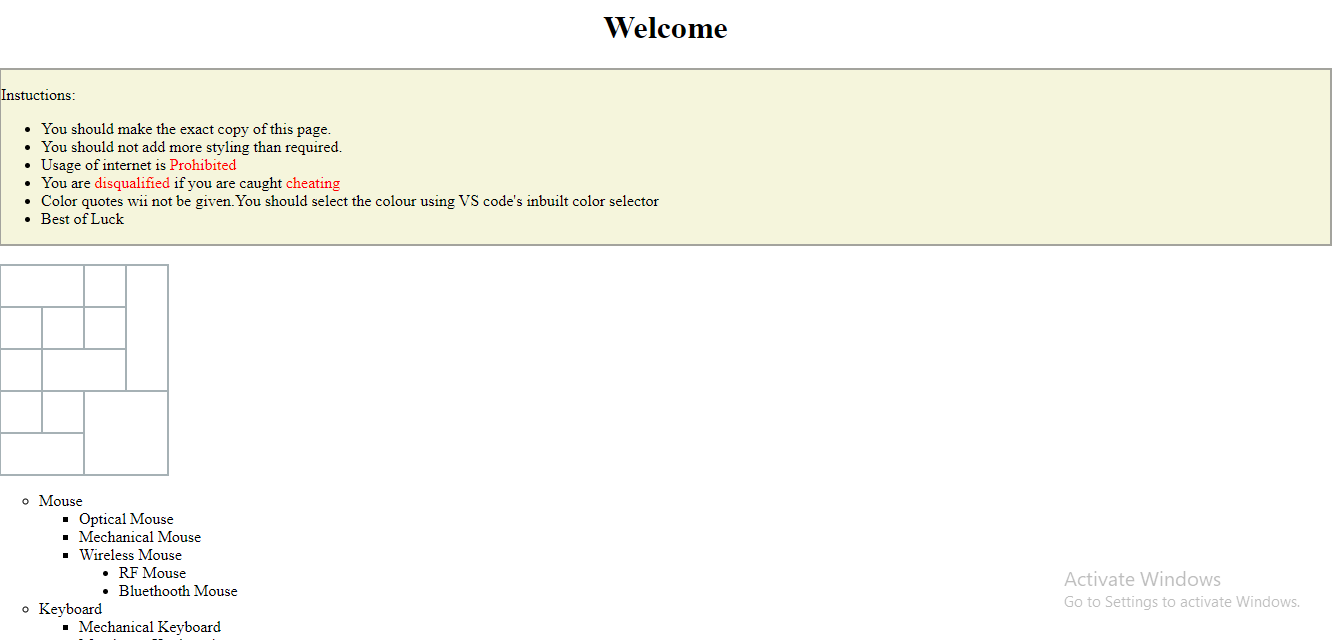 Welcome
Instuctions:
You should make the exact copy of this page.
You should not add more styling than required.
Usage of internet is Prohibited
You are disqualified if you are caught cheating
Color quotes wii not be given.You should select the colour using VS code's inbuilt color selector
Best of Luck
Mouse
Optical Mouse
Mechanical Mouse
Wireless Mouse
RF Mouse
Bluethooth Mouse
Keyboard
Mechanical Keyboard
Activate Windows
Go to Settings to activate Windows.